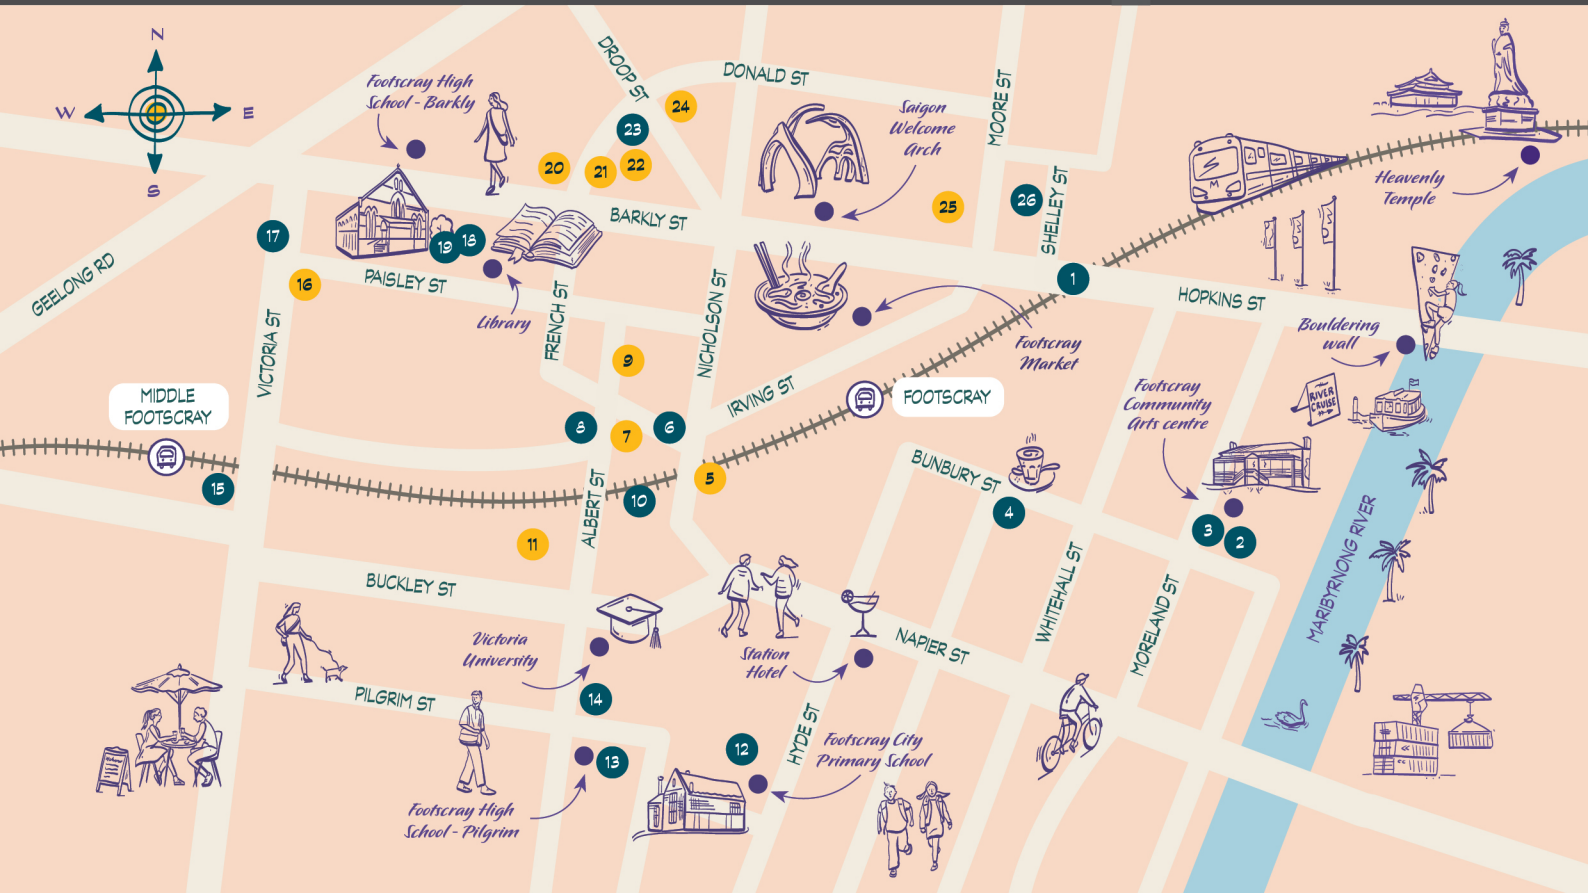 N
W
E
S
Footscray High
School - Barkly
DROOP ST
DONALD ST
24
23
20
21
22
Saigon
Welcome
Arch
MOORE ST
25
26
SHELLEY ST
M
Heavenly
Temple
BARKLY ST
17
19
18
GEELONG RD
16
PAISLEY ST
Library
FRENCH ST
VICTORIA ST
NICHOLSON ST
1
HOPKINS ST
Footscray
Market
Bouldering
wall
9
IRVING ST
FOOTSCRAY
MIDDLE
FOOTSCRAY
Footscray
Community
Arts centre
RIVER
CRUISE
8
7
6
5
15
10
11
ALBERT ST
BUNBURY ST
4
3
2
MARIBYRNONG RIVER
BUCKLEY ST
WHITEHALL ST
MORELAND ST
Victoria
University
Station
Hotel
NAPIER ST
PILGRIM ST
14
HYDE ST
12
13
Footscray City
Primary School
Footscray High
School - Pilgrim